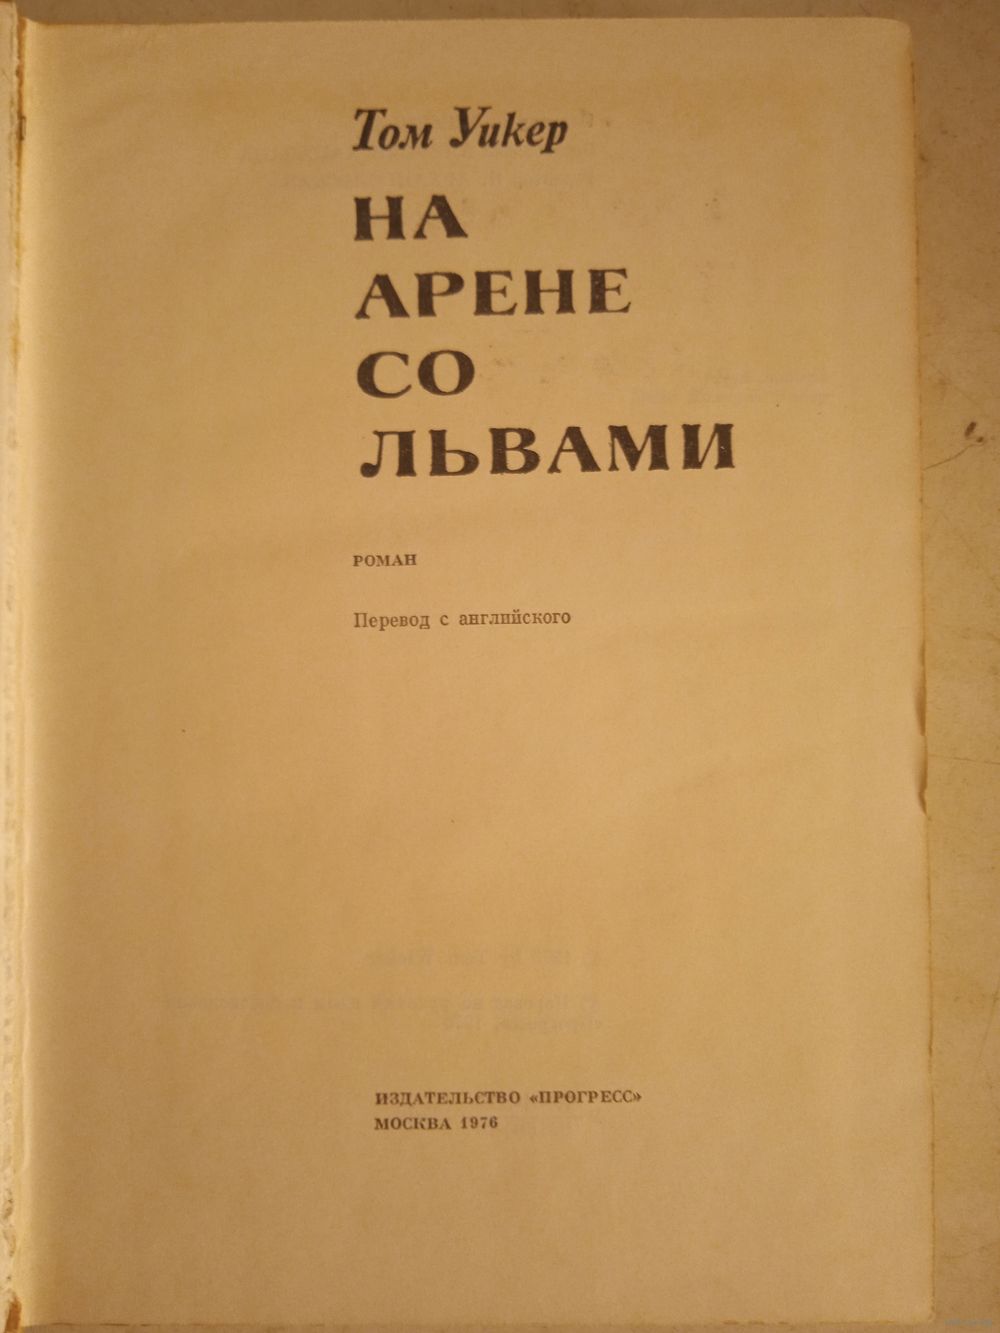 Том Уикер
НА
АРЕНЕ
СО
ЛЬВАМИ
РОМАН
Перевод с английского
ИЗДАТЕЛЬСТВО «ПРОГРЕСС»
МОСКВА 1976